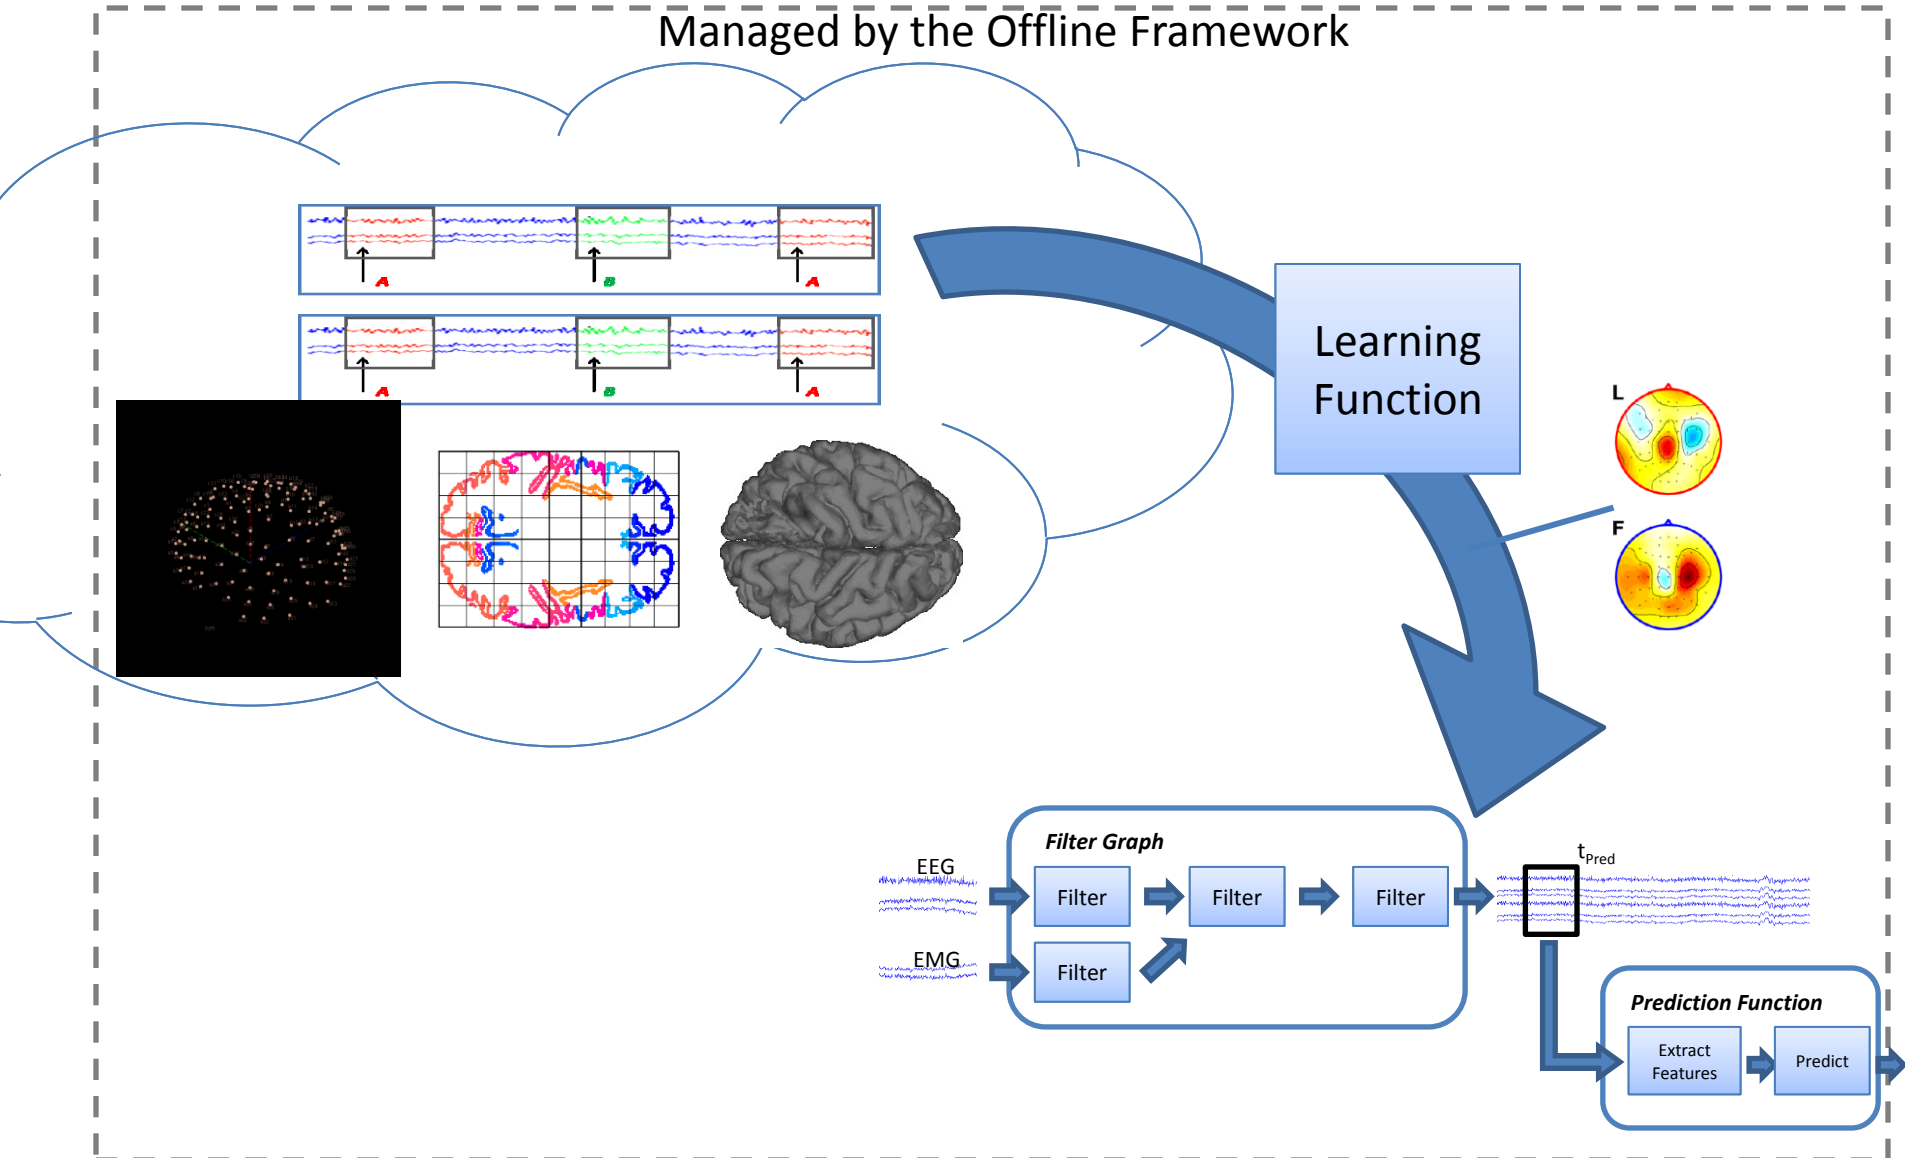 Managed by the Offline Framework
A
B
A
A
B
A
Learning
Function
L
F
Filter Graph
EEG
Filter
Filter
Filter
EMG
Filter
tPred
Prediction Function
Extract
Features
Predict